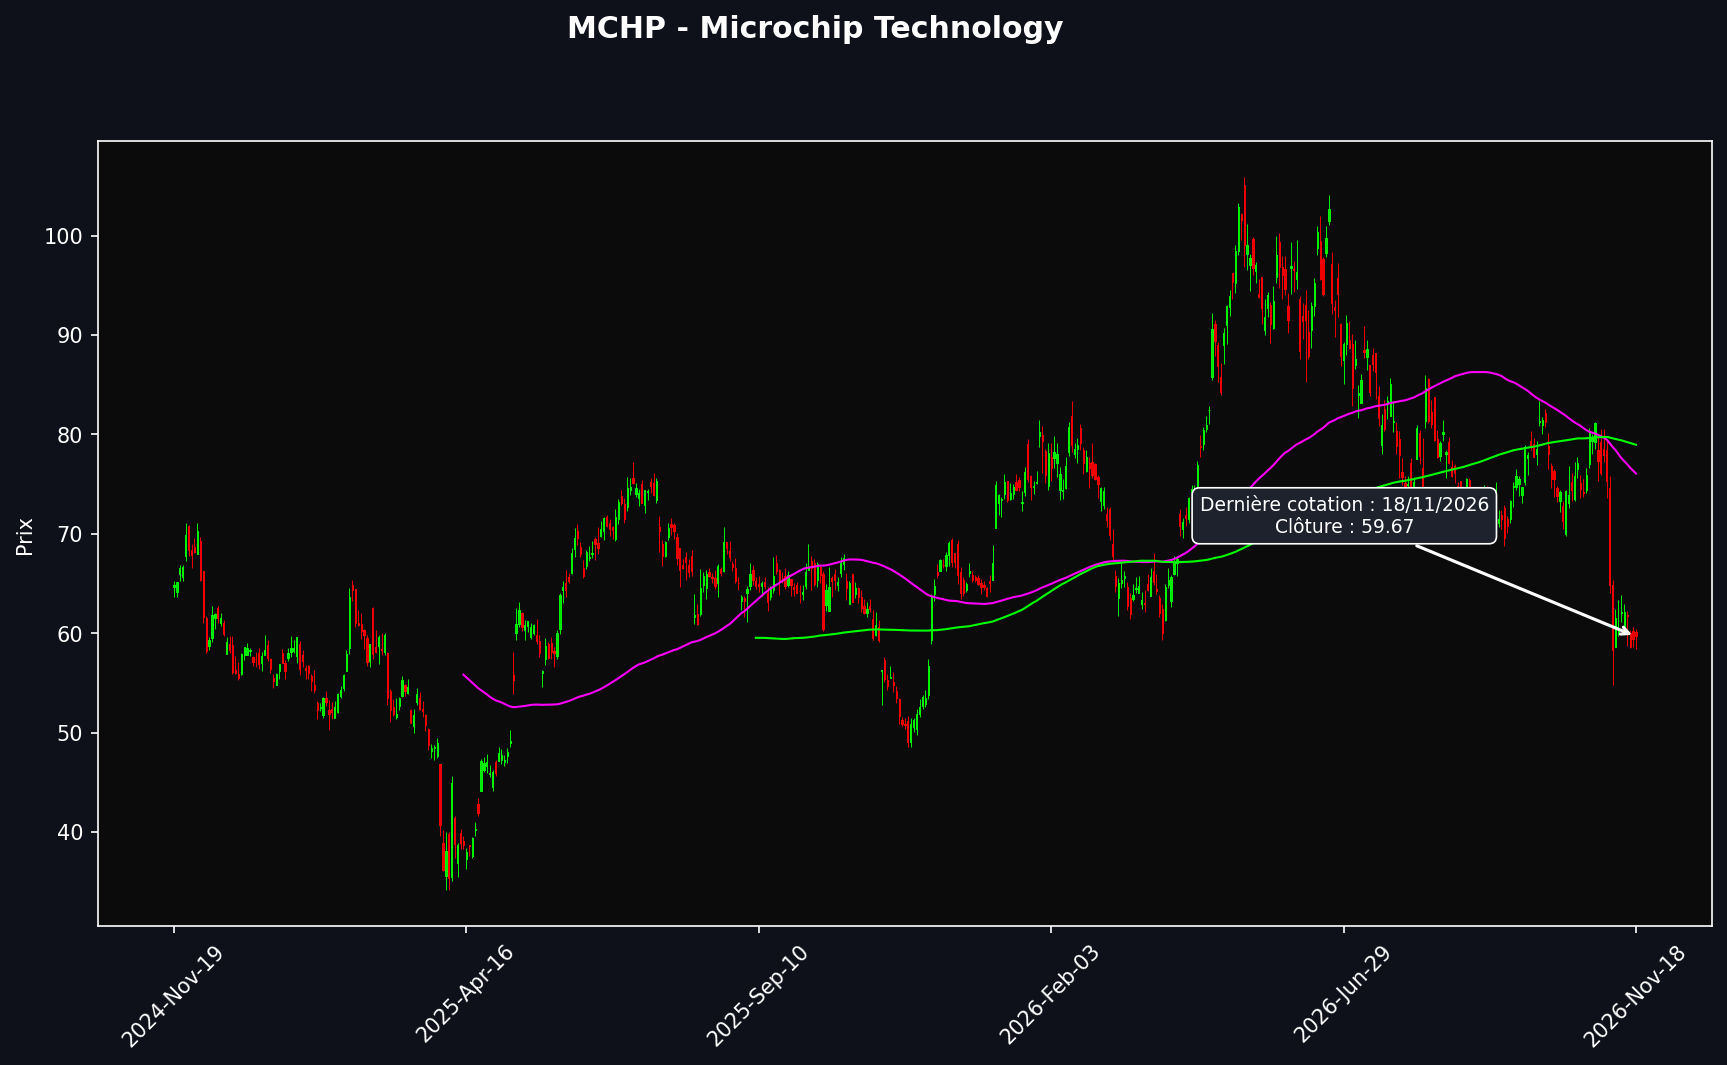 MCHP - Microchip Technology
Prix
100
90
80
70
60
50
40
Dernière cotation : 18/11/2026
Clôture : 59.67
2024-Nov-19
2025-Apr-16
2025-Sep-10
2026-Feb-03
2026-Jun-29
2026-Nov-18